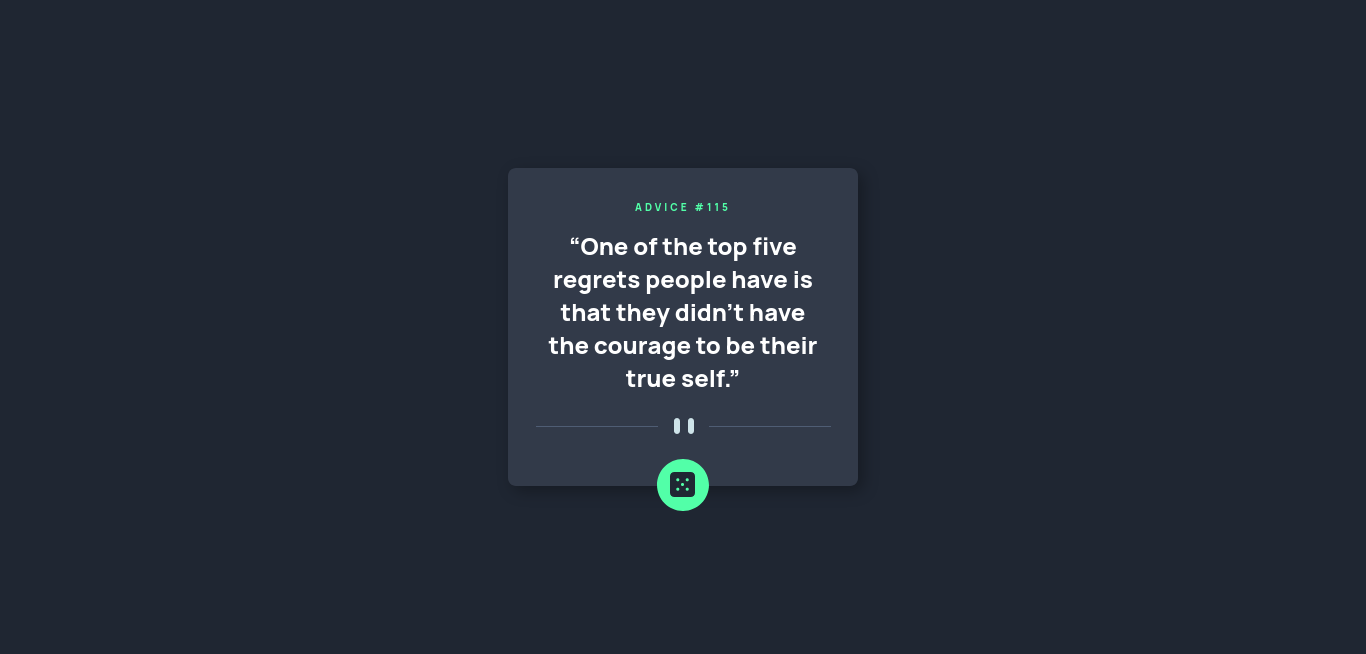 ADVICE #115
“One of the top five
regrets people have is
that they didn’t have
the courage to be their
true self.”